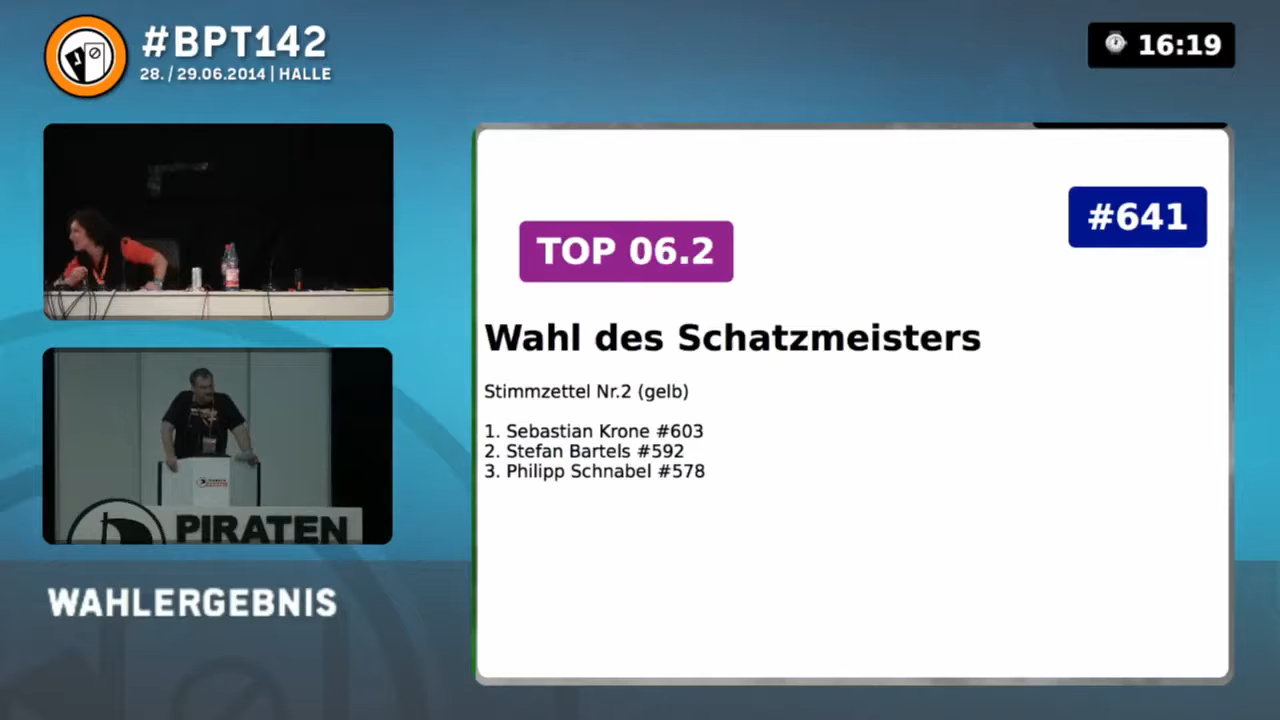 #BPT142
28. / 29.06.2014 | HALLE
16:19
#641
TOP 06.2
Wahl des Schatzmeisters
Stimmzettel Nr.2 (gelb)
1. Sebastian Krone #603
2. Stefan Bartels #592
3. Philipp Schnabel #578
PIRATEN
WAHLERGEBNIS